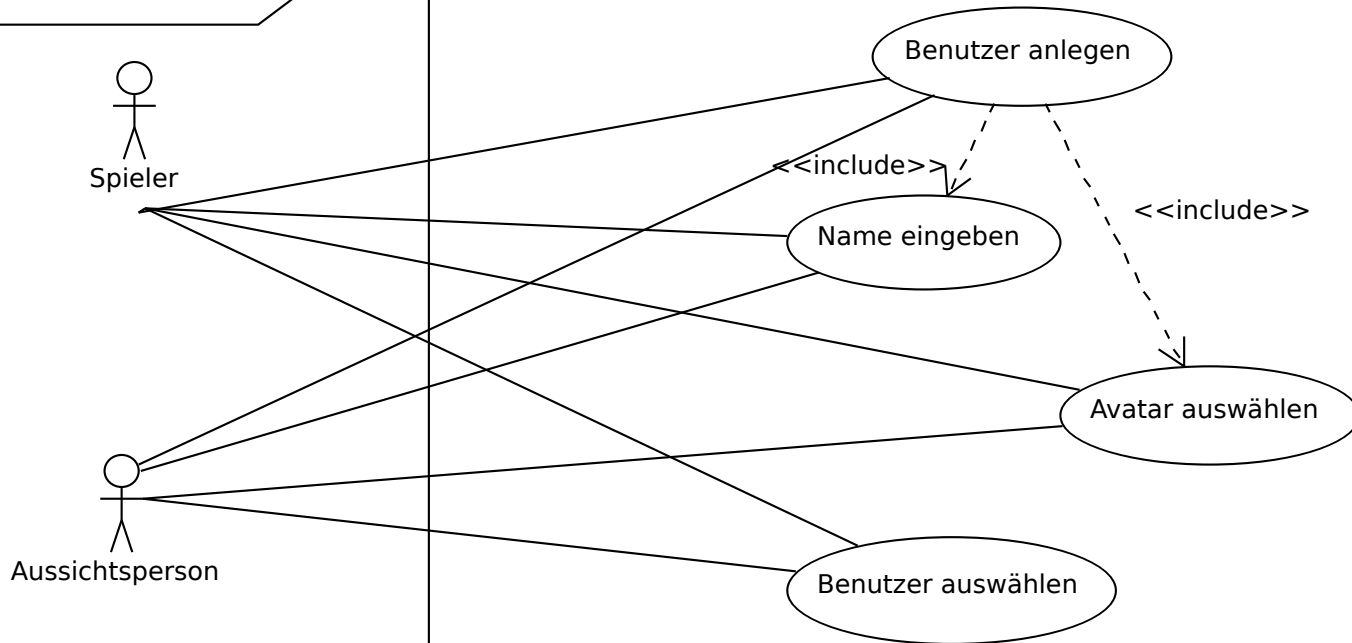 Benutzer anlegen
Spieler
<<include>>
<<include>>
Name eingeben
Avatar auswählen
Aussichtsperson
Benutzer auswählen